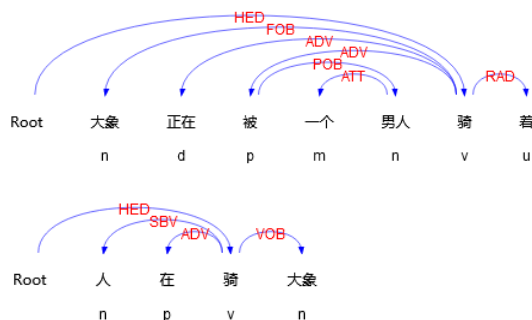 HED
FOB
ADV
ADV
POB
ATT
RAD
Root 大象 正在 被 一个 男人 骑 着
n d p m n v u
HED
SBV
ADV
VOB
Root 人 在 骑 大象
n p v n